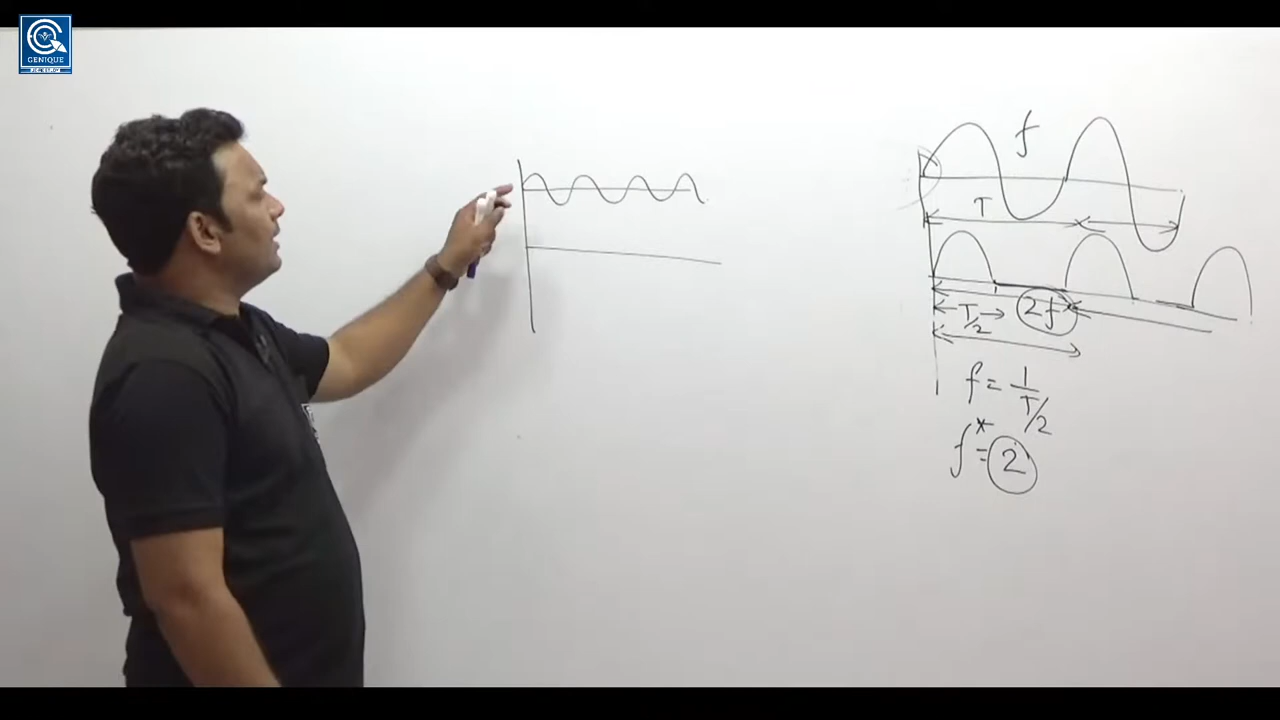 GENIQUE
f
T
T/2 2f
f = 1/T/2
f* = 2